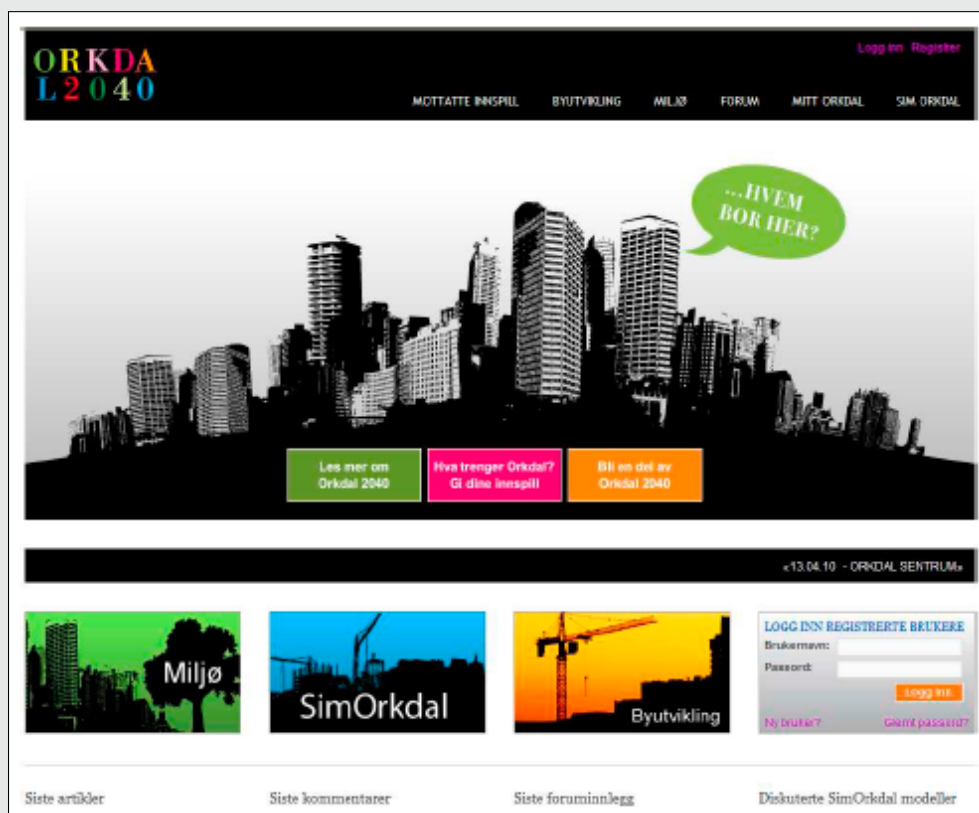 ORKDA
L2040
Logg inn Register
MOTTATTE INNSPILL BYUTVIKLING MILJØ FORUM MITT ORKDAL SIM ORKDAL
...HVEM
BOR HER?
Les mer om
Orkdal 2040
Hva trenger Orkdal?
Gi dine innspill
Bli en del av
Orkdal 2040
«13.04.10 - ORKDAL SENTRUM»
Miljø
SimOrkdal
Byutvikling
LOGG INN REGISTRERTE BRUKERE
Brukernavn:
Passord:
Logg inn
Ny bruker? Glemt passord?
Siste artikler
Siste kommentarer
Siste foruminnlegg
Diskuterte SimOrkdal modeller